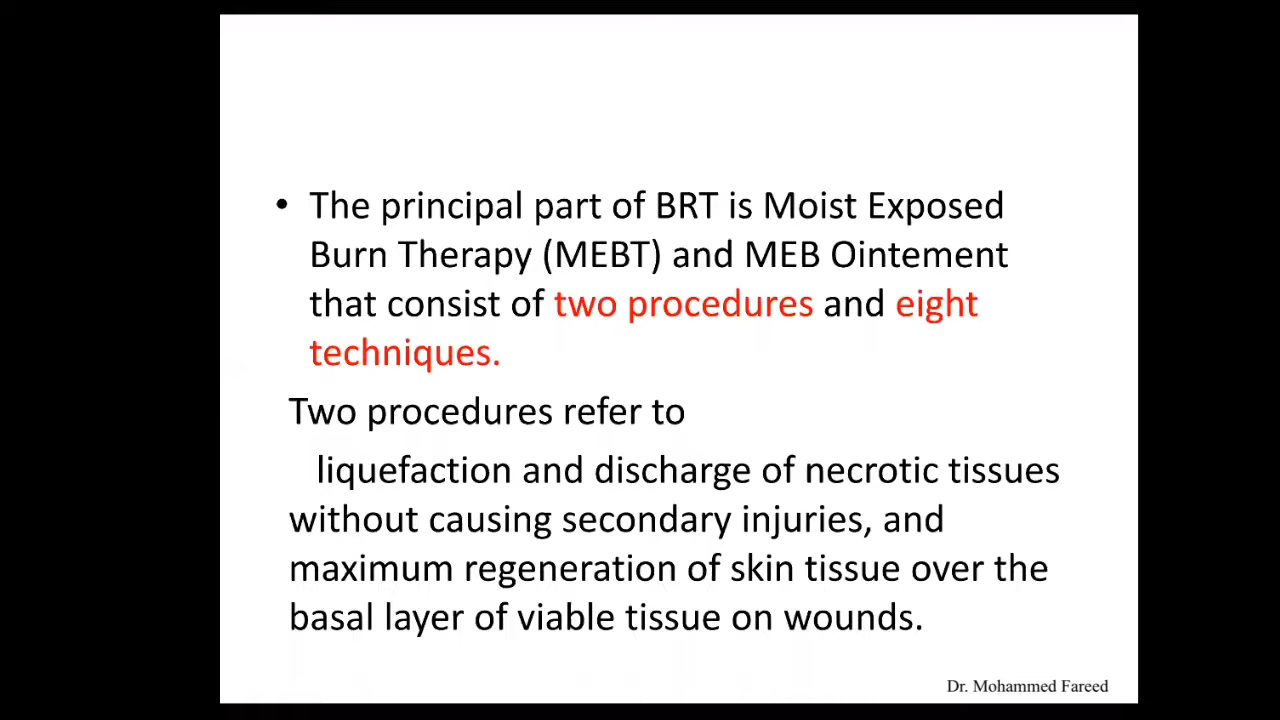 • The principal part of BRT is Moist Exposed
Burn Therapy (MEBT) and MEB Ointement
that consist of two procedures and eight
techniques.
Two procedures refer to
liquefaction and discharge of necrotic tissues
without causing secondary injuries, and
maximum regeneration of skin tissue over the
basal layer of viable tissue on wounds.
Dr. Mohammed Fareed